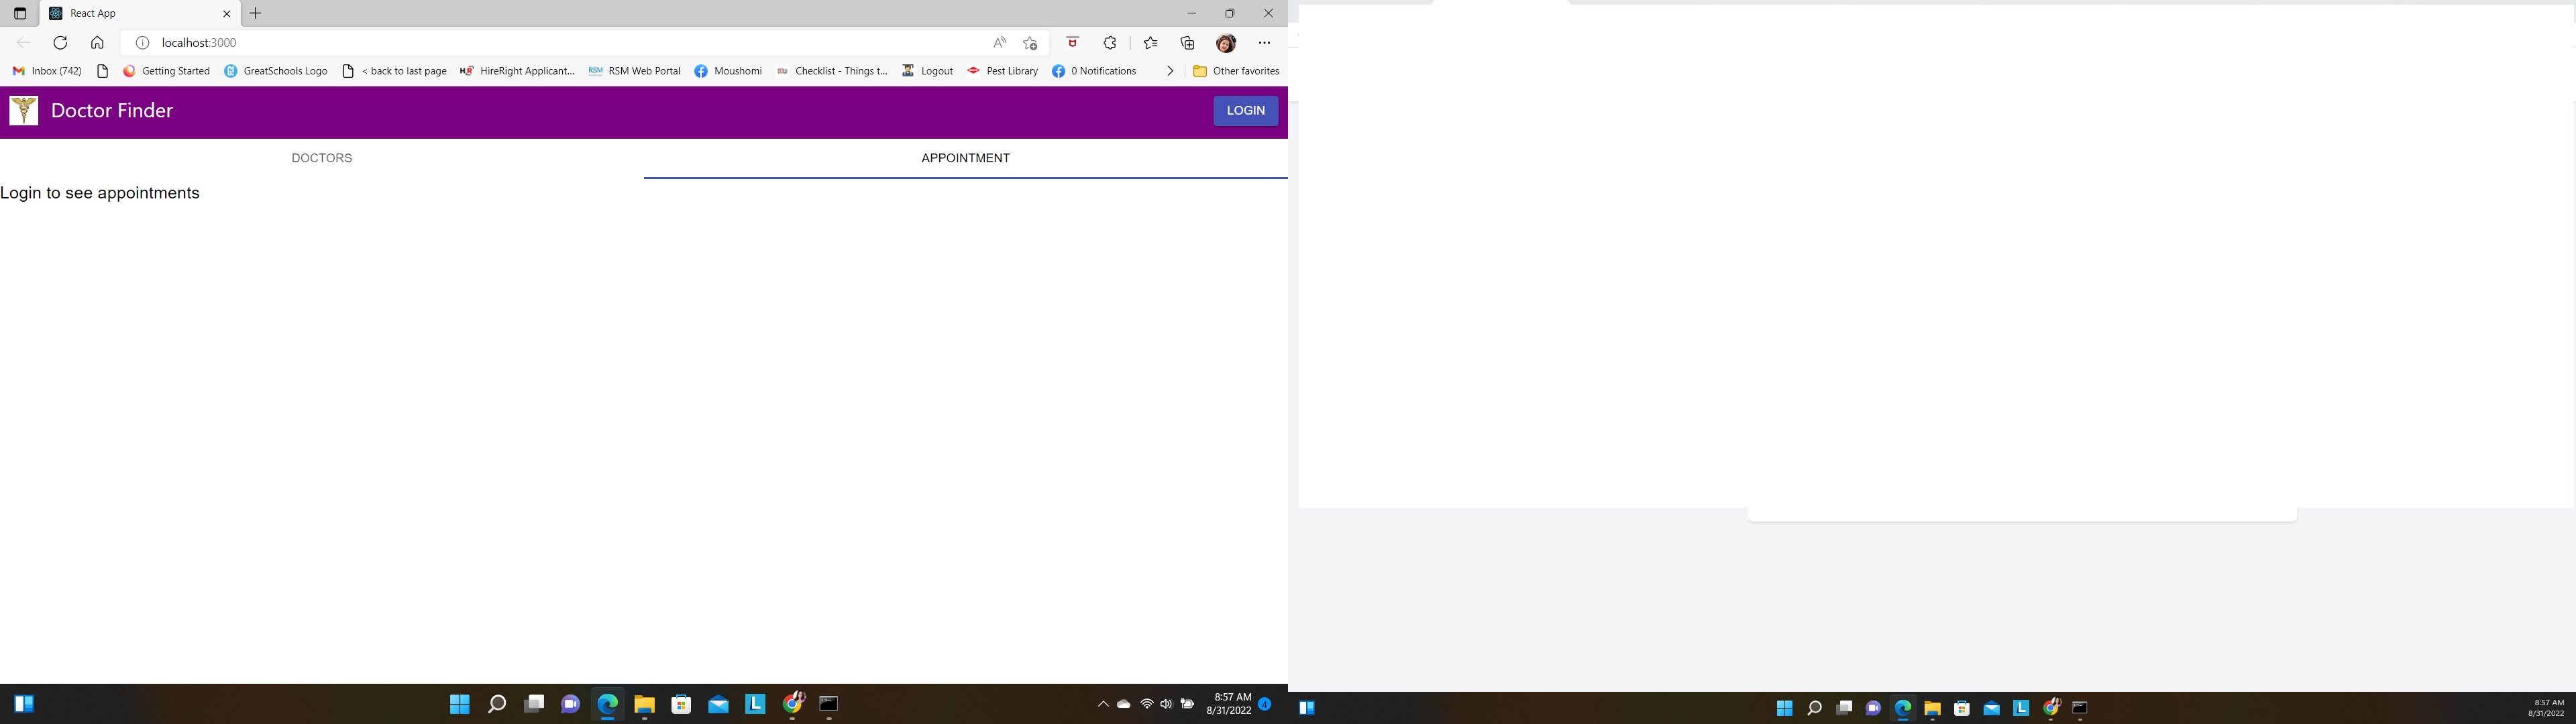 React App
localhost:3000
Inbox (742) Getting Started GreatSchools Logo < back to last page HireRight Applicant... RSM Web Portal Moushomi Checklist - Things t... Logout Pest Library 0 Notifications Other favorites
Doctor Finder LOGIN
DOCTORS APPOINTMENT
Login to see appointments
8:57 AM
8/31/2022 4
8:57 AM
8/31/2022